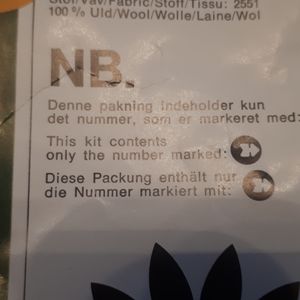 Stof/Väv/Fabric/Stoff/Tissu: 2551
100 % Uld/Wool/Wolle/Laine/Wol
NB.
Denne pakning indeholder kun
det nummer, som er markeret med:
This kit contents
only the number marked:
Diese Packung enthält nur
die Nummer markiert mit: